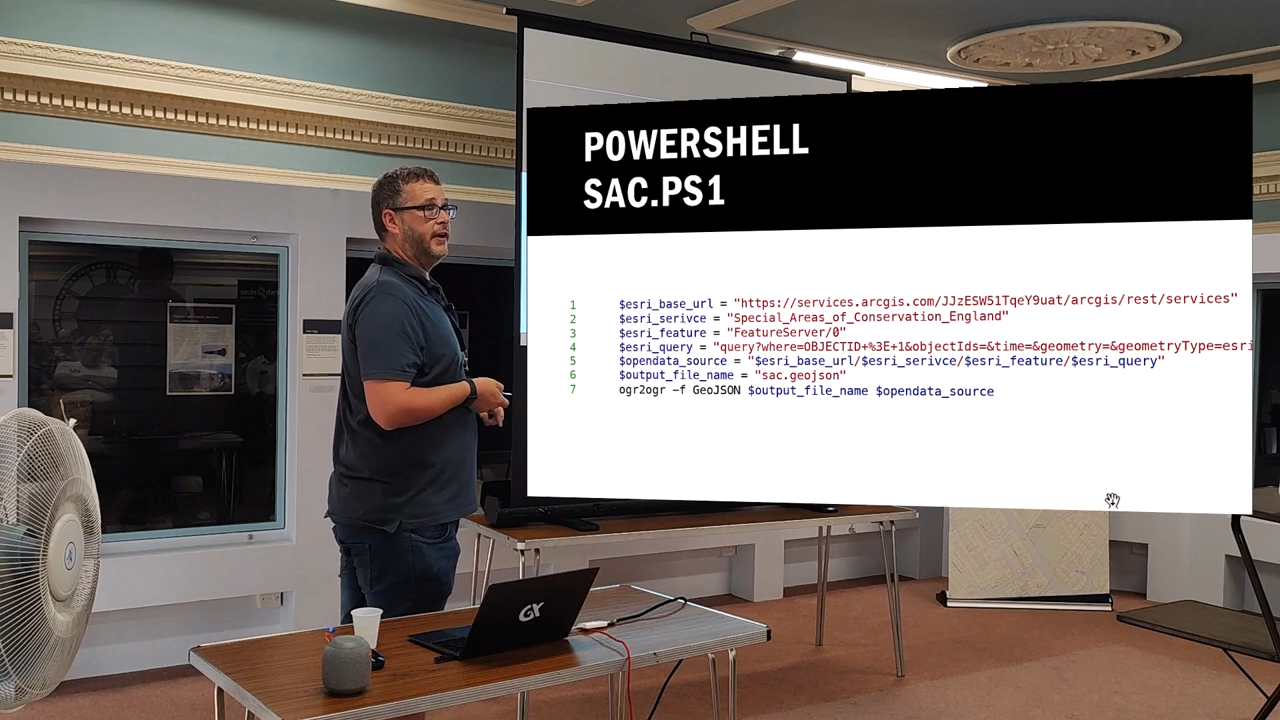 POWERSHELL
SAC.PS1
1 $esri_base_url = "https://services.arcgis.com/JJzESW51TqeY9uat/arcgis/rest/services"
2 $esri_serivce = "Special_Areas_of_Conservation_England"
3 $esri_feature = "FeatureServer/0"
4 $esri_query = "query?where=OBJECTID+%3E+1&objectIds=&time=&geometry=&geometryType=esri
5 $opendata_source = "$esri_base_url/$esri_serivce/$esri_feature/$esri_query"
6 $output_file_name = "sac.geojson"
7 ogr2ogr -f GeoJSON $output_file_name $opendata_source
GX